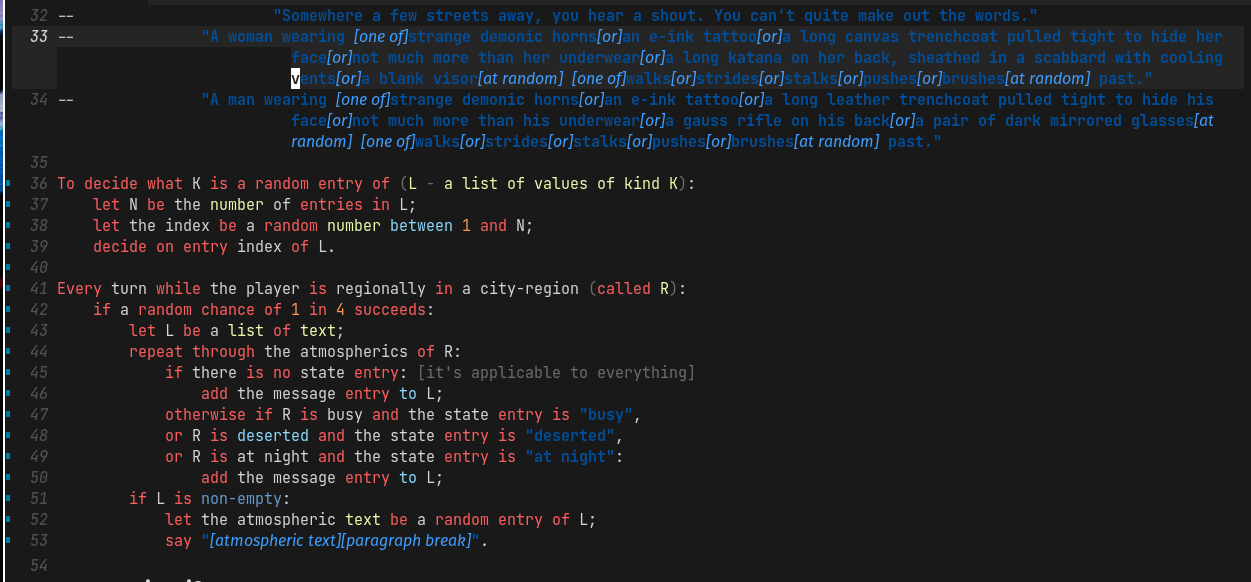 32 -- "Somewhere a few streets away, you hear a shout. You can't quite make out the words."
33 -- "A woman wearing [one of]strange demonic horns[or]an e-ink tattoo[or]a long canvas trenchcoat pulled tight to hide her
face[or]not much more than her underwear[or]a long katana on her back, sheathed in a scabbard with cooling
vents[or]a blank visor[at random] [one of]walks[or]strides[or]stalks[or]pushes[or]brushes[at random] past."
34 -- "A man wearing [one of]strange demonic horns[or]an e-ink tattoo[or]a long leather trenchcoat pulled tight to hide his
face[or]not much more than his underwear[or]a gauss rifle on his back[or]a pair of dark mirrored glasses[at
random] [one of]walks[or]strides[or]stalks[or]pushes[or]brushes[at random] past."
35
36 To decide what K is a random entry of (L - a list of values of kind K):
37 let N be the number of entries in L;
38 let the index be a random number between 1 and N;
39 decide on entry index of L.
40
41 Every turn while the player is regionally in a city-region (called R):
42 if a random chance of 1 in 4 succeeds:
43 let L be a list of text;
44 repeat through the atmospherics of R:
45 if there is no state entry: [it's applicable to everything]
46 add the message entry to L;
47 otherwise if R is busy and the state entry is "busy",
48 or R is deserted and the state entry is "deserted",
49 or R is at night and the state entry is "at night":
50 add the message entry to L;
51 if L is non-empty:
52 let the atmospheric text be a random entry of L;
53 say "[atmospheric text][paragraph break]".
54